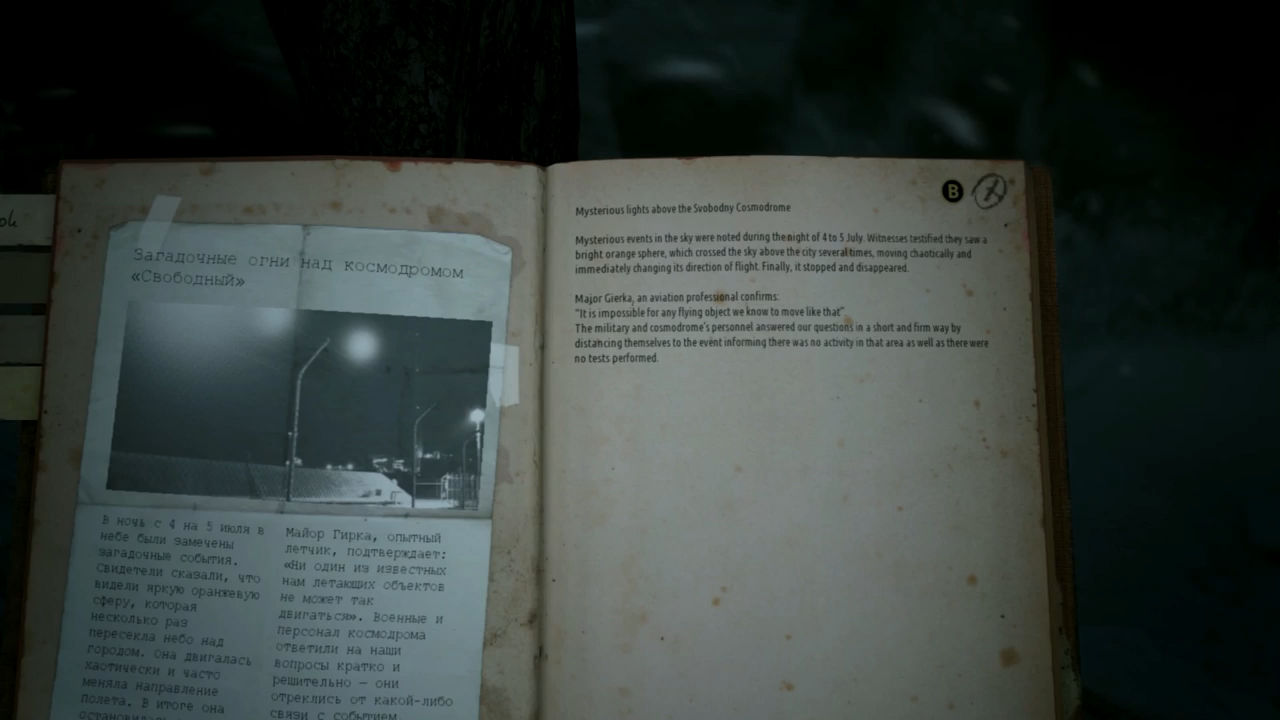 ok
Загадочные огни над космодромом
«Свободный»
В ночь с 4 на 5 июля в
небе были замечены
загадочные события.
Свидетели сказали, что
видели яркую оранжевую
сферу, которая
несколько раз
пересекла небо над
городом. Она двигалась
хаотически и часто
меняла направление
полета. В итоге она
остановилась
Майор Гирка, опытный
летчик, подтверждает:
«Ни один из известных
нам летающих объектов
не может так
двигаться». Военные и
персонал космодрома
ответили на наши
вопросы кратко и
решительно — они
отреклись от какой-либо
связи с событием,
B
Mysterious lights above the Svobodny Cosmodrome
Mysterious events in the sky were noted during the night of 4 to 5 July. Witnesses testified they saw a
bright orange sphere, which crossed the sky above the city several times, moving chaotically and
immediately changing its direction of flight. Finally, it stopped and disappeared.
Major Gierka, an aviation professional confirms:
"It is impossible for any flying object we know to move like that"
The military and cosmodrome's personnel answered our questions in a short and firm way by
distancing themselves to the event informing there was no activity in that area as well as there were
no tests performed.